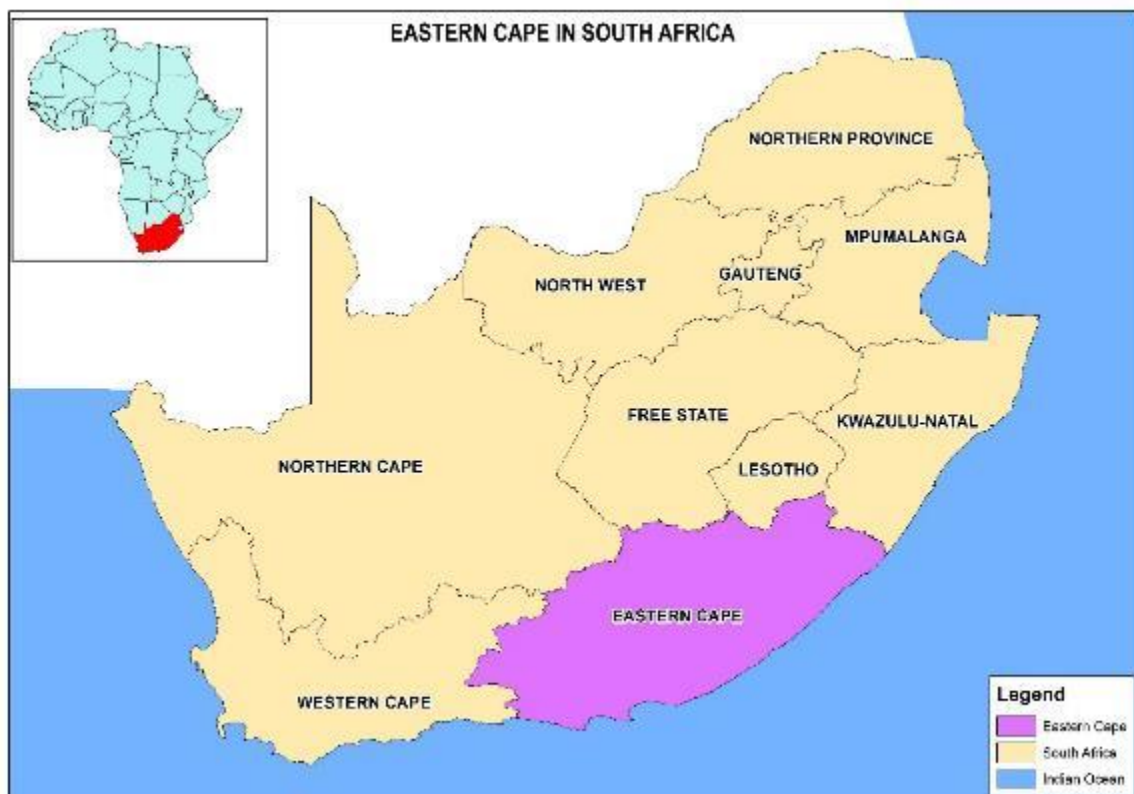 EASTERN CAPE IN SOUTH AFRICA
NORTHERN PROVINCE
MPUMALANGA
GAUTENG
NORTH WEST
FREE STATE
KWAZULU-NATAL
LESOTHO
NORTHERN CAPE
EASTERN CAPE
WESTERN CAPE
Legend
Eastern Cape
South Africa
Indian Ocean